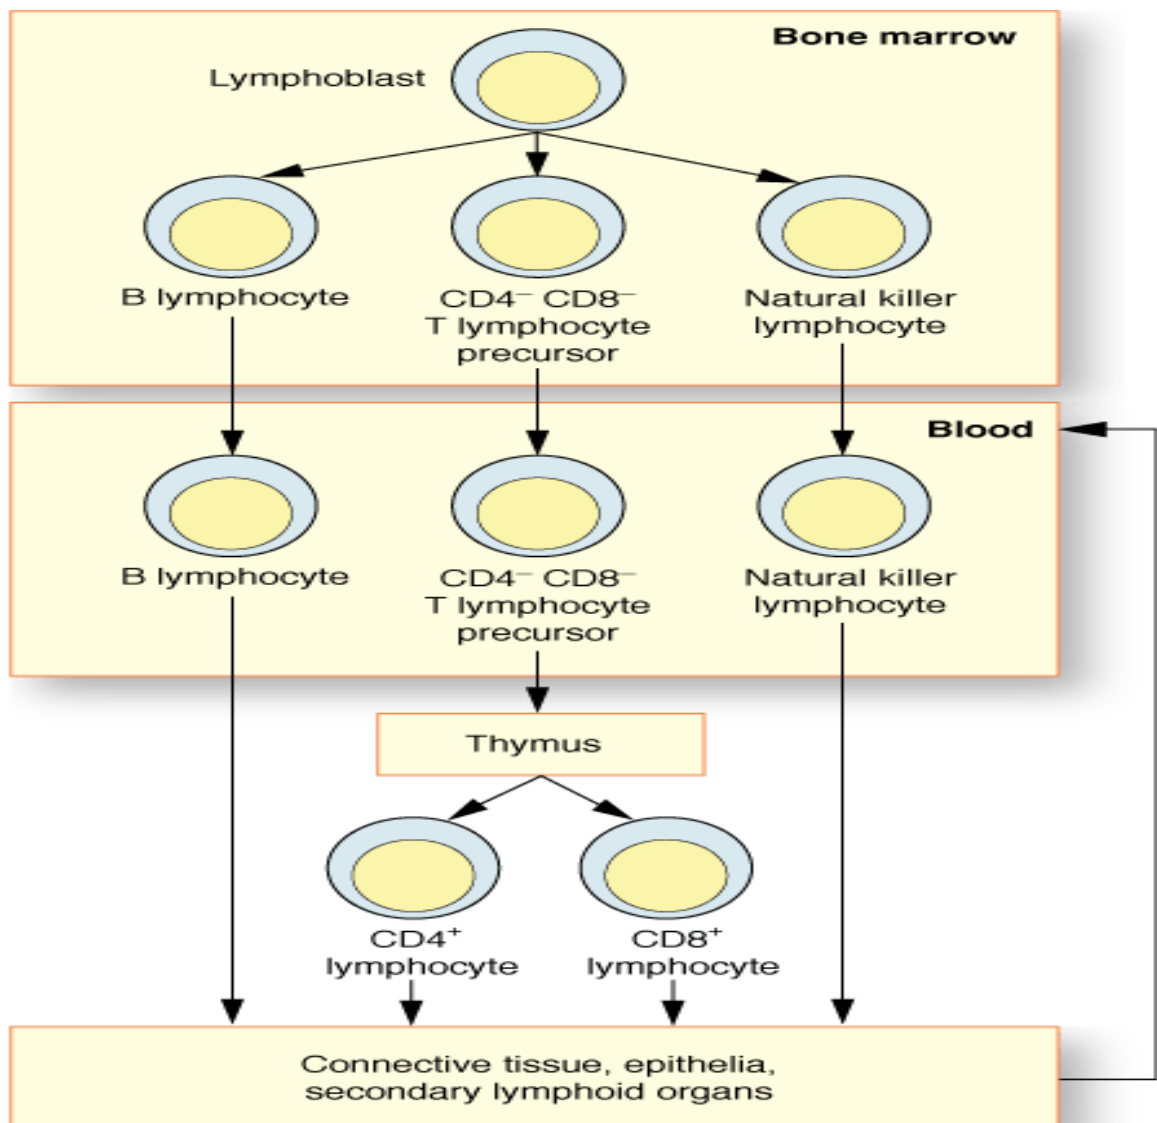 Bone marrow
Lymphoblast
B lymphocyte
CD4⁻ CD8⁻
T lymphocyte
precursor
Natural killer
lymphocyte
Blood
B lymphocyte
CD4⁻ CD8⁻
T lymphocyte
precursor
Natural killer
lymphocyte
Thymus
CD4⁺
lymphocyte
CD8⁺
lymphocyte
Connective tissue, epithelia,
secondary lymphoid organs